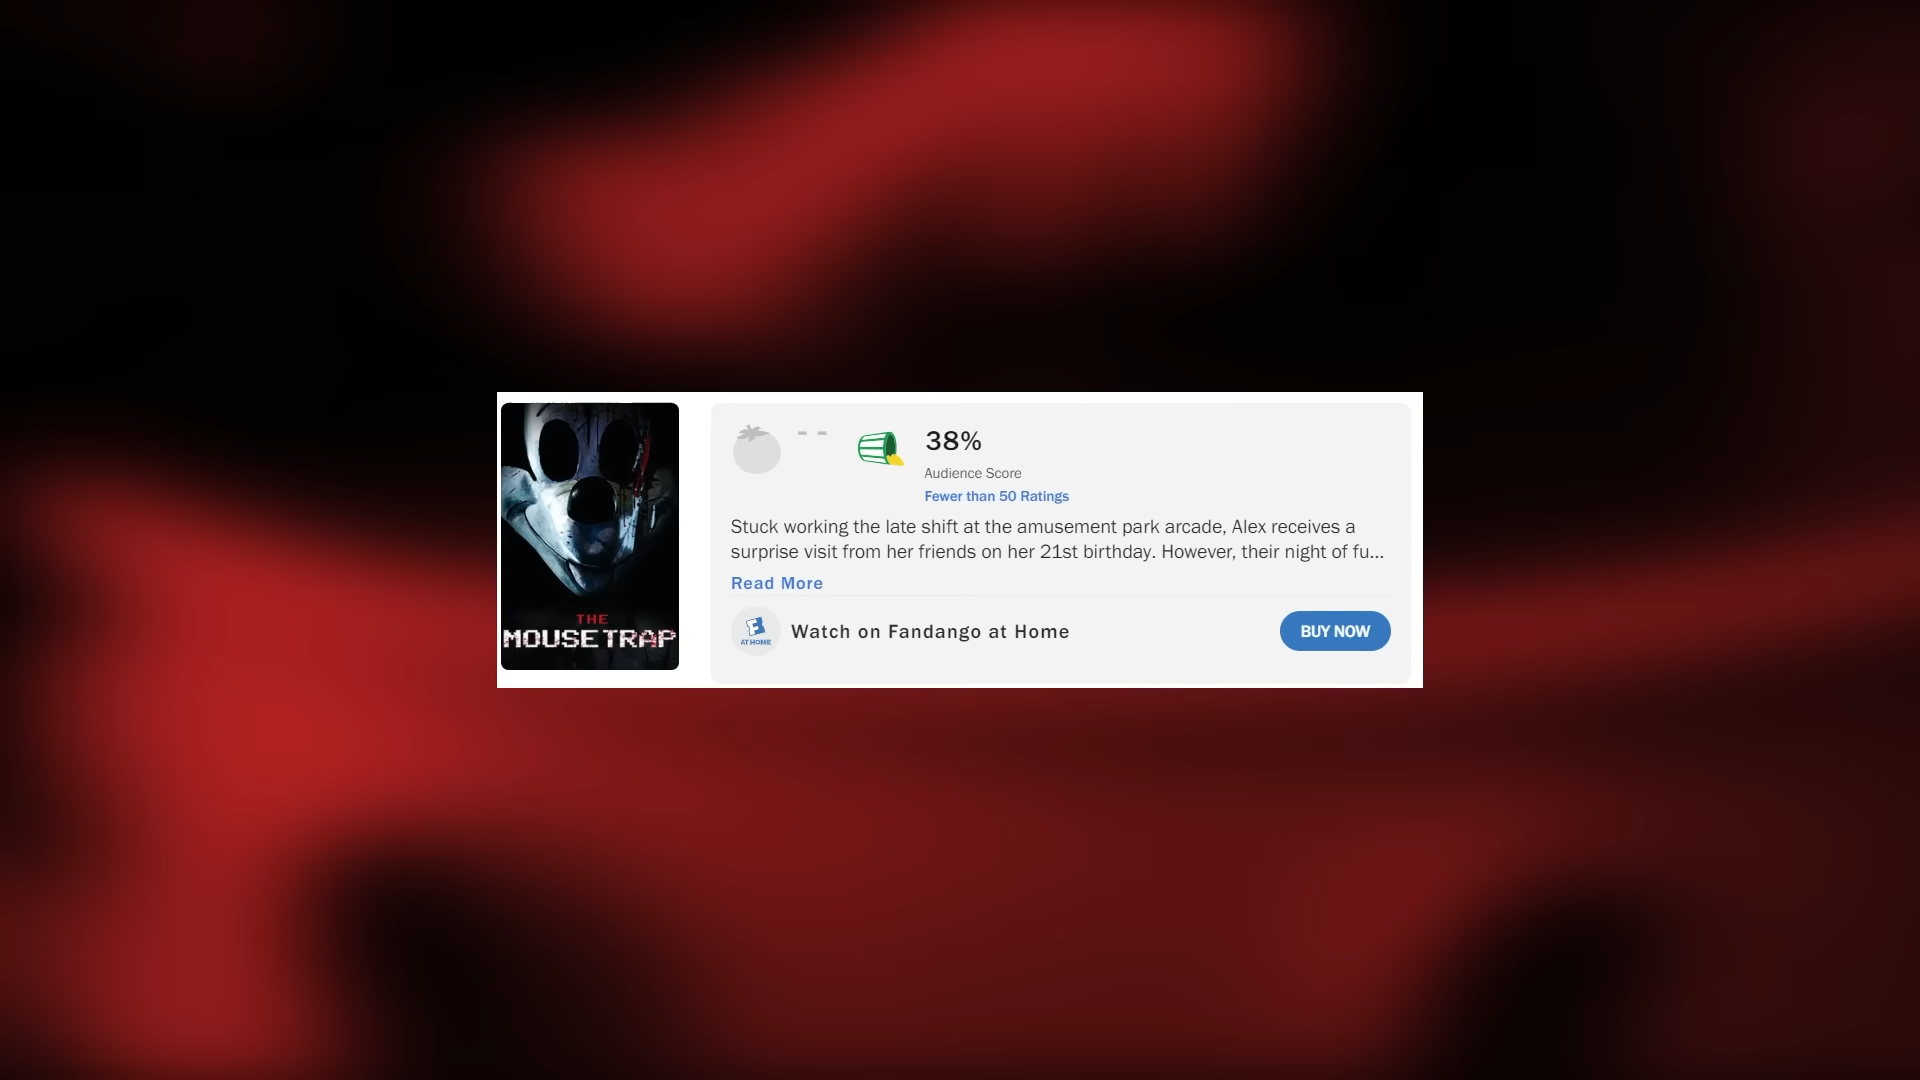 THE
MOUSETRAP
- -
38%
Audience Score
Fewer than 50 Ratings
Stuck working the late shift at the amusement park arcade, Alex receives a
surprise visit from her friends on her 21st birthday. However, their night of fu...
Read More
F
AT HOME
Watch on Fandango at Home
BUY NOW